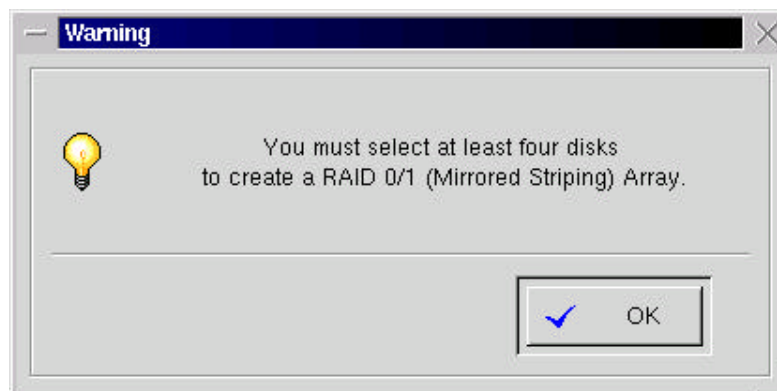 Warning
You must select at least four disks
to create a RAID 0/1 (Mirrored Striping) Array.
OK